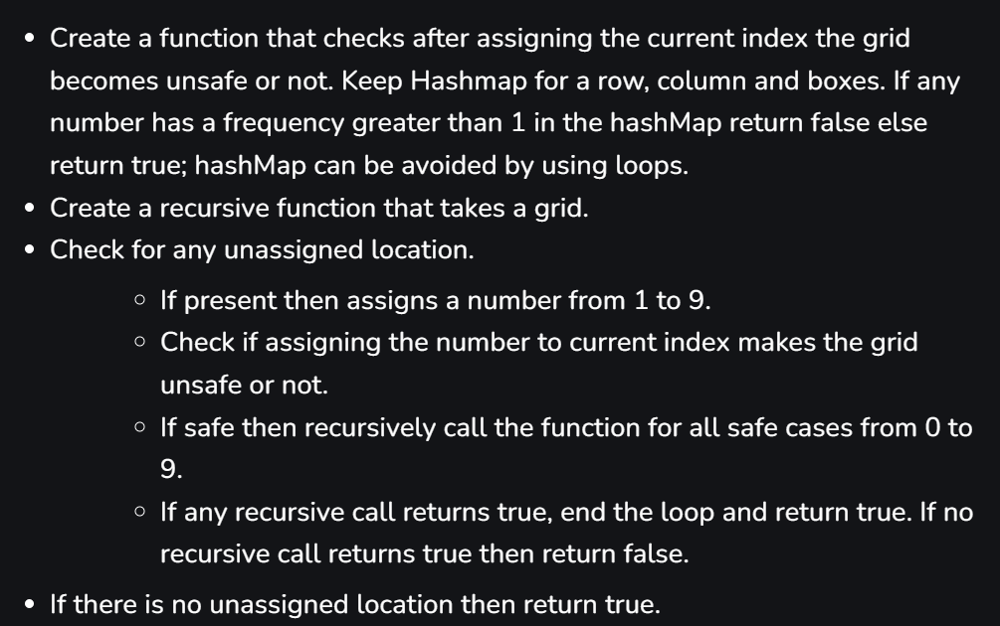 Create a function that checks after assigning the current index the grid
becomes unsafe or not. Keep Hashmap for a row, column and boxes. If any
number has a frequency greater than 1 in the hashMap return false else
return true; hashMap can be avoided by using loops.
Create a recursive function that takes a grid.
Check for any unassigned location.
If present then assigns a number from 1 to 9.
Check if assigning the number to current index makes the grid
unsafe or not.
If safe then recursively call the function for all safe cases from 0 to
9.
If any recursive call returns true, end the loop and return true. If no
recursive call returns true then return false.
If there is no unassigned location then return true.